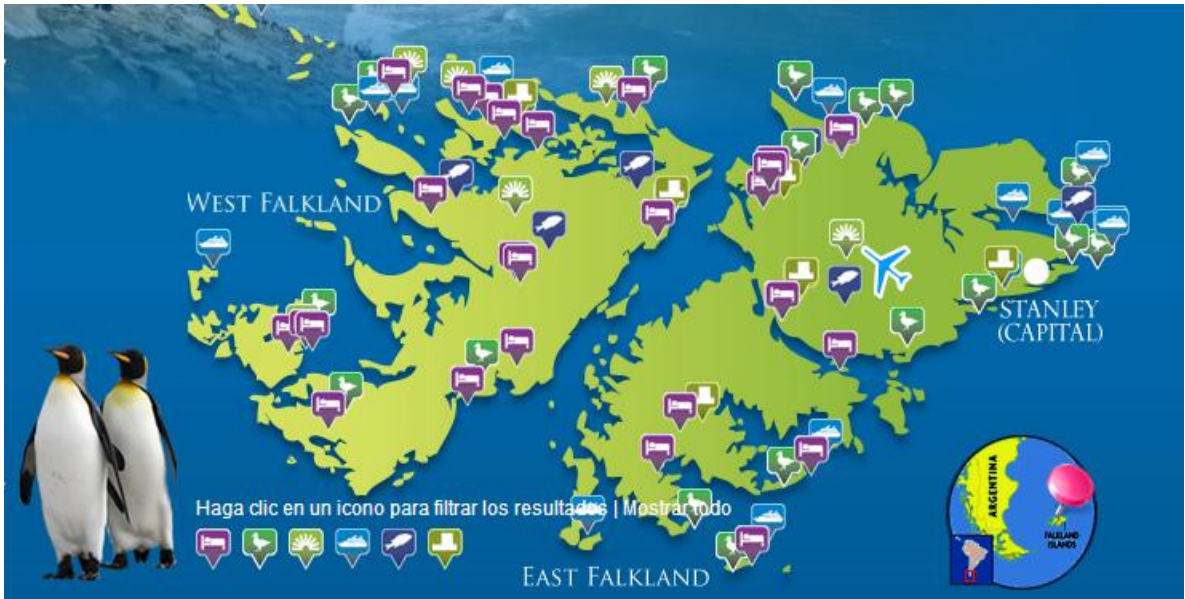 WEST FALKLAND
STANLEY
(CAPITAL)
Haga clic en un icono para filtrar los resultados | Mostrar todo
EAST FALKLAND
ARGENTINA
FALKLAND
ISLANDS